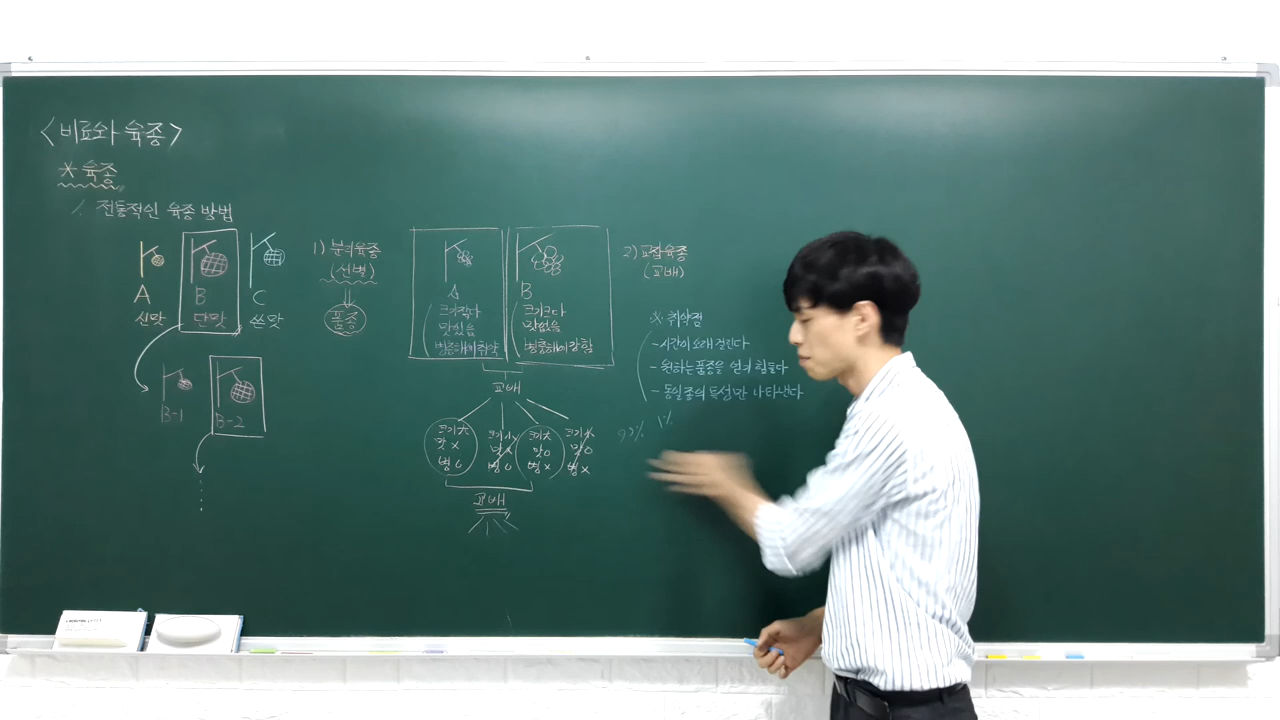 <비료와 육종>
* 육종
1. 전통적인 육종 방법
A
신맛
B
단맛
C
쓴맛
B-1
B-2
1) 분리육종
(선별)
품종
A
크기작다
맛있음
병충해에취약
B
크기크다
맛없음
병충해에강함
교배
크기大
맛 X
병 O
크기小
맛 X
병 O
크기大
맛O
병 X
크기小
맛O
병 X
교배
2) 교잡육종
(교배)
※ 취약점
- 시간이 오래 걸린다
- 원하는 품종을 얻기 힘들다
- 동일종의 특성만 나타낸다
99% 1%